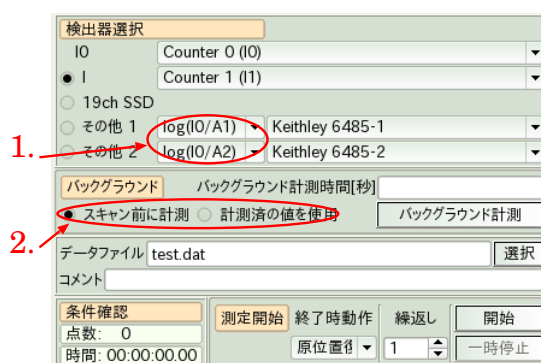 検出器選択
I0 Counter 0 (I0)
I Counter 1 (I1)
19ch SSD
その他 1 log(I0/A1) Keithley 6485-1
1. その他 2 log(I0/A2) Keithley 6485-2
バックグラウンド バックグラウンド計測時間[秒]
スキャン前に計測 計測済の値を使用 バックグラウンド計測
2.
データファイル test.dat 選択
コメント
条件確認 測定開始 終了時動作 繰返し 開始
点数: 0
時間: 00:00:00.00 原位置復 1 一時停止